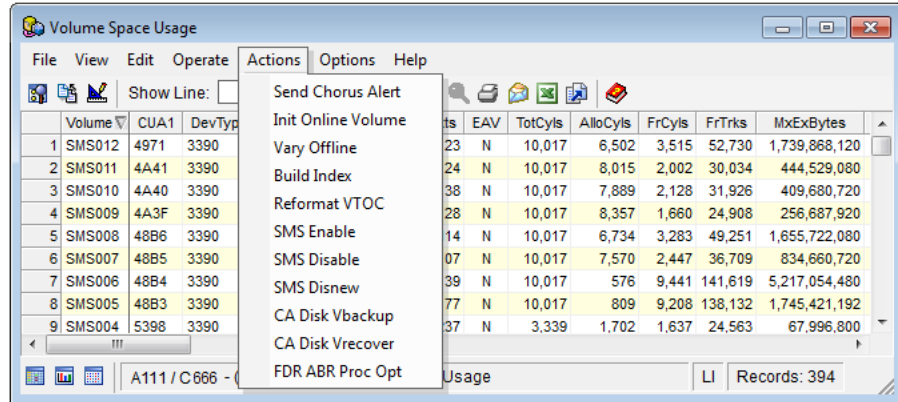 Volume Space Usage
File View Edit Operate Actions Options Help
Show Line:
Send Chorus Alert
Init Online Volume
Vary Offline
Build Index
Reformat VTOC
SMS Enable
SMS Disable
SMS Disnew
CA Disk Vbackup
CA Disk Vrecover
FDR ABR Proc Opt
Volume CUA1 DevTyp ts EAV TotCyls AlloCyls FrCyls FrTrks MxExBytes
1 SMS012 4971 3390 23 N 10,017 6,502 3,515 52,730 1,739,868,120
2 SMS011 4A41 3390 24 N 10,017 8,015 2,002 30,034 444,529,080
3 SMS010 4A40 3390 38 N 10,017 7,889 2,128 31,926 409,680,720
4 SMS009 4A3F 3390 28 N 10,017 8,357 1,660 24,908 256,687,920
5 SMS008 48B6 3390 14 N 10,017 6,734 3,283 49,251 1,655,722,080
6 SMS007 48B5 3390 07 N 10,017 7,570 2,447 36,709 834,660,720
7 SMS006 48B4 3390 39 N 10,017 576 9,441 141,619 5,217,054,480
8 SMS005 48B3 3390 77 N 10,017 809 9,208 138,132 1,745,421,192
9 SMS004 5398 3390 237 N 3,339 1,702 1,637 24,563 67,996,800
A111 / C666 - ( Usage LI Records: 394